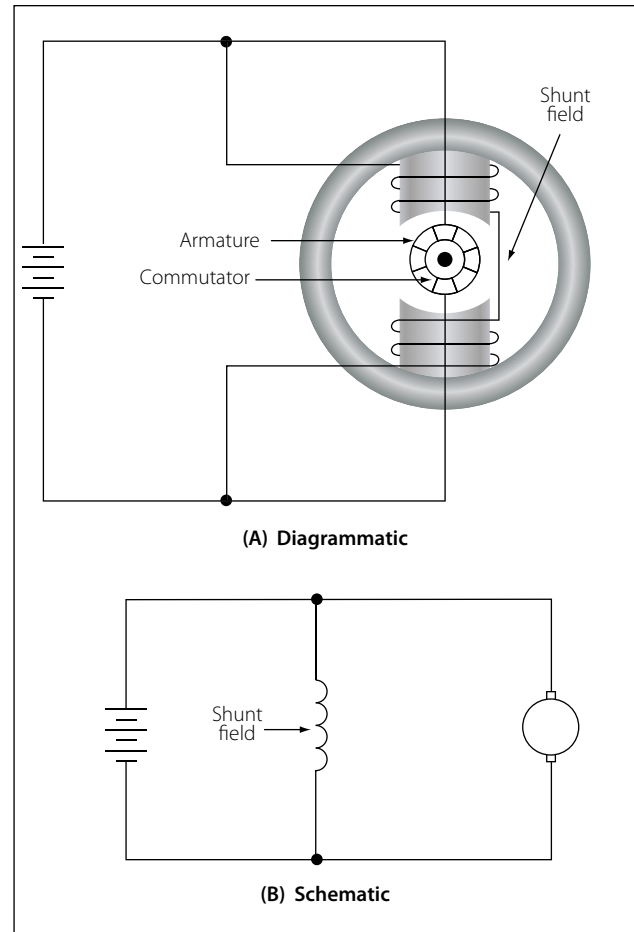 Shunt
field
Armature
Commutator
(A) Diagrammatic
Shunt
field
(B) Schematic